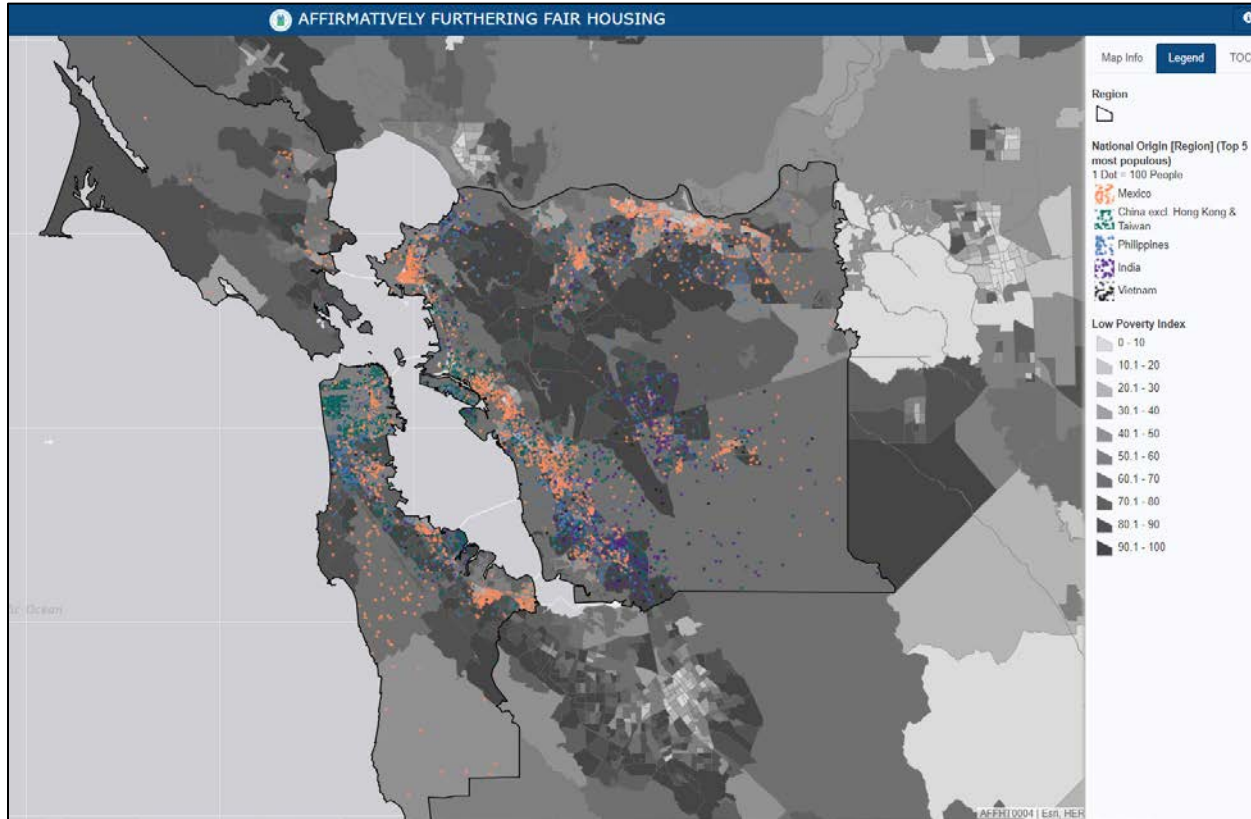 AFFIRMATIVELY FURTHERING FAIR HOUSING
Map Info Legend TOC
Region
National Origin [Region] (Top 5
most populous)
1 Dot = 100 People
Mexico
China excl. Hong Kong &
Taiwan
Philippines
India
Vietnam
Low Poverty Index
0 - 10
10.1 - 20
20.1 - 30
30.1 - 40
40.1 - 50
50.1 - 60
60.1 - 70
70.1 - 80
80.1 - 90
90.1 - 100
Ocean
AFFHT0004 | Esri, HER